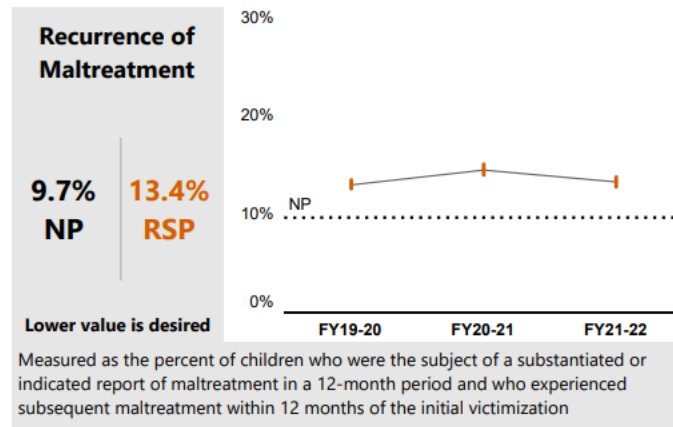 Recurrence of
Maltreatment
9.7%
NP
13.4%
RSP
Lower value is desired
30%
20%
10%
0%
NP
FY19-20
FY20-21
FY21-22
Measured as the percent of children who were the subject of a substantiated or
indicated report of maltreatment in a 12-month period and who experienced
subsequent maltreatment within 12 months of the initial victimization